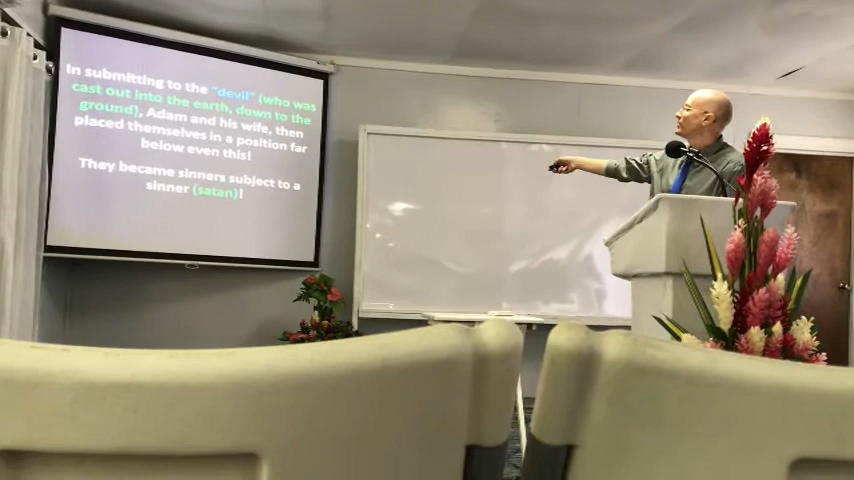 In submitting to the "devil" (who was
cast out into the earth, down to the
ground), Adam and his wife, then
placed themselves in a position far
below even this!
They became sinners subject to a
sinner (satan)!